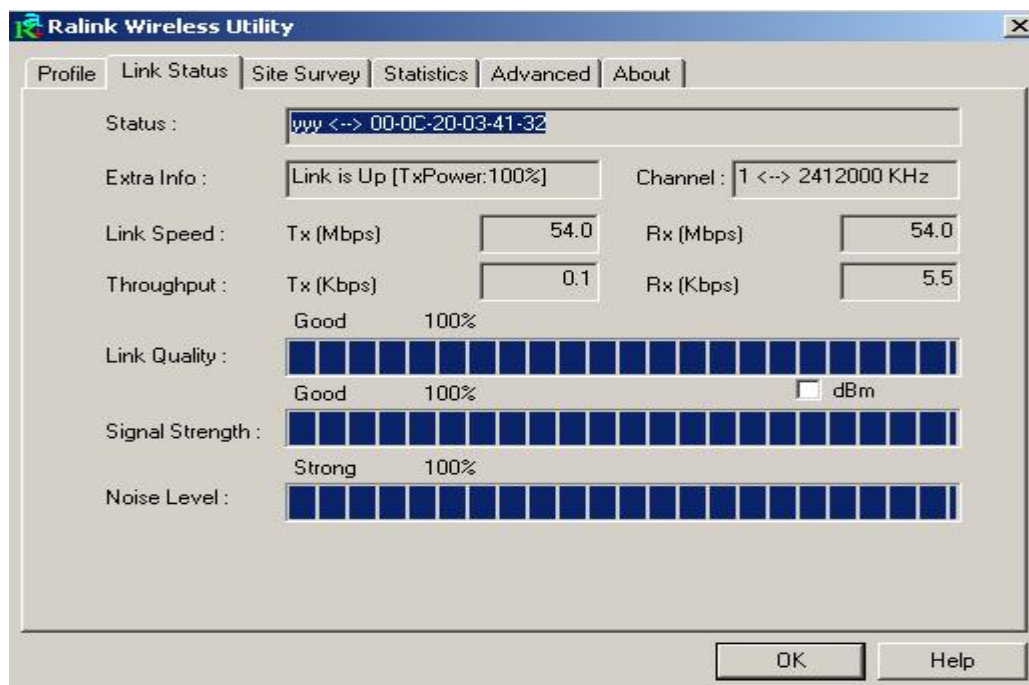 Ralink Wireless Utility
Profile Link Status Site Survey Statistics Advanced About
Status : yyy <--> 00-0C-20-03-41-32
Extra Info : Link is Up [TxPower:100%] Channel : 1 <--> 2412000 KHz
Link Speed : Tx (Mbps) 54.0 Rx (Mbps) 54.0
Throughput : Tx (Kbps) 0.1 Rx (Kbps) 5.5
Good 100%
Link Quality :
Good 100% dBm
Signal Strength :
Strong 100%
Noise Level :
OK Help